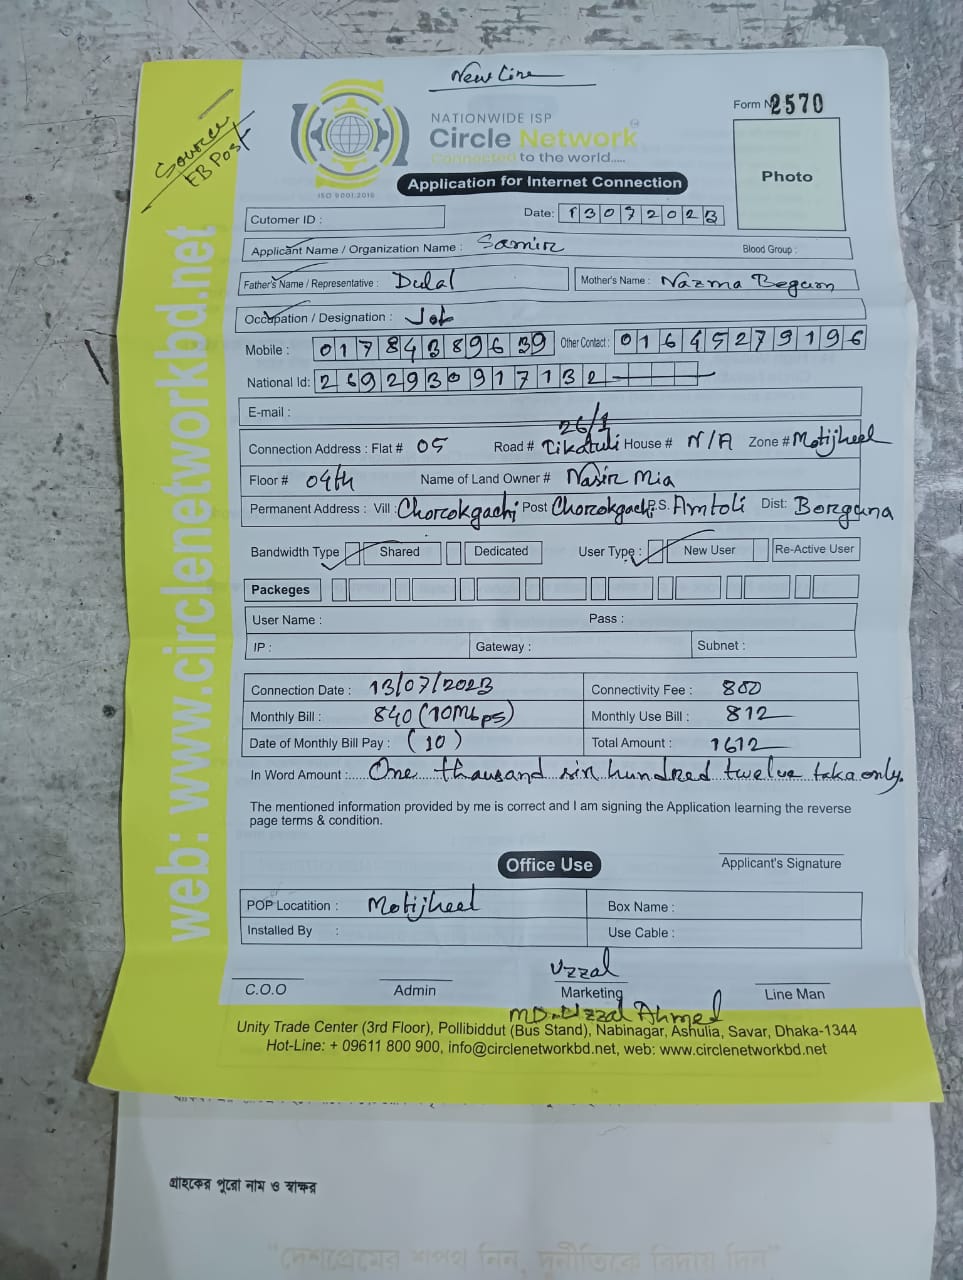 New Line
Source
FB Post
Form No 2570
NATIONWIDE ISP
Circle Network
Connected to the world.....
ISO 9001:2015
Application for Internet Connection
Photo
Cutomer ID :
Date: 13072023
Applicant Name / Organization Name : Samir
Blood Group :
Father's Name / Representative : Dulal
Mother's Name : Nazma Begum
Occupation / Designation : Job
Mobile : 01784389639 Other Contact : 01645279196
National Id: 2692930917132
E-mail :
26/1
Connection Address : Flat # 05 Road # Tikatuli House # N/A Zone # Motijheel
Floor # 04th Name of Land Owner # Nasir Mia
Permanent Address : Vill : Chorokgachi Post Chorokgachi P.S. Amtoli Dist: Borguna
Bandwidth Type Shared Dedicated User Type : New User Re-Active User
Packeges
User Name : Pass :
IP : Gateway : Subnet :
Connection Date : 13/07/2023 Connectivity Fee : 800
Monthly Bill : 840 (10Mbps) Monthly Use Bill : 812
Date of Monthly Bill Pay : (10) Total Amount : 1612
In Word Amount : One thausand six hundred twelve taka only.
The mentioned information provided by me is correct and I am signing the Application learning the reverse
page terms & condition.
Applicant's Signature
Office Use
POP Locatition : Motijheel Box Name :
Installed By : Use Cable :
Uzzal
C.O.O Admin Marketing Line Man
MD. Uzzal Ahmed
Unity Trade Center (3rd Floor), Pollibiddut (Bus Stand), Nabinagar, Ashulia, Savar, Dhaka-1344
Hot-Line: + 09611 800 900, info@circlenetworkbd.net, web: www.circlenetworkbd.net
web: www.circlenetworkbd.net
গ্রাহকের পুরো নাম ও স্বাক্ষর
"দেশপ্রেমের শপথ নিন, দুর্নীতিকে বিদায় দিন"